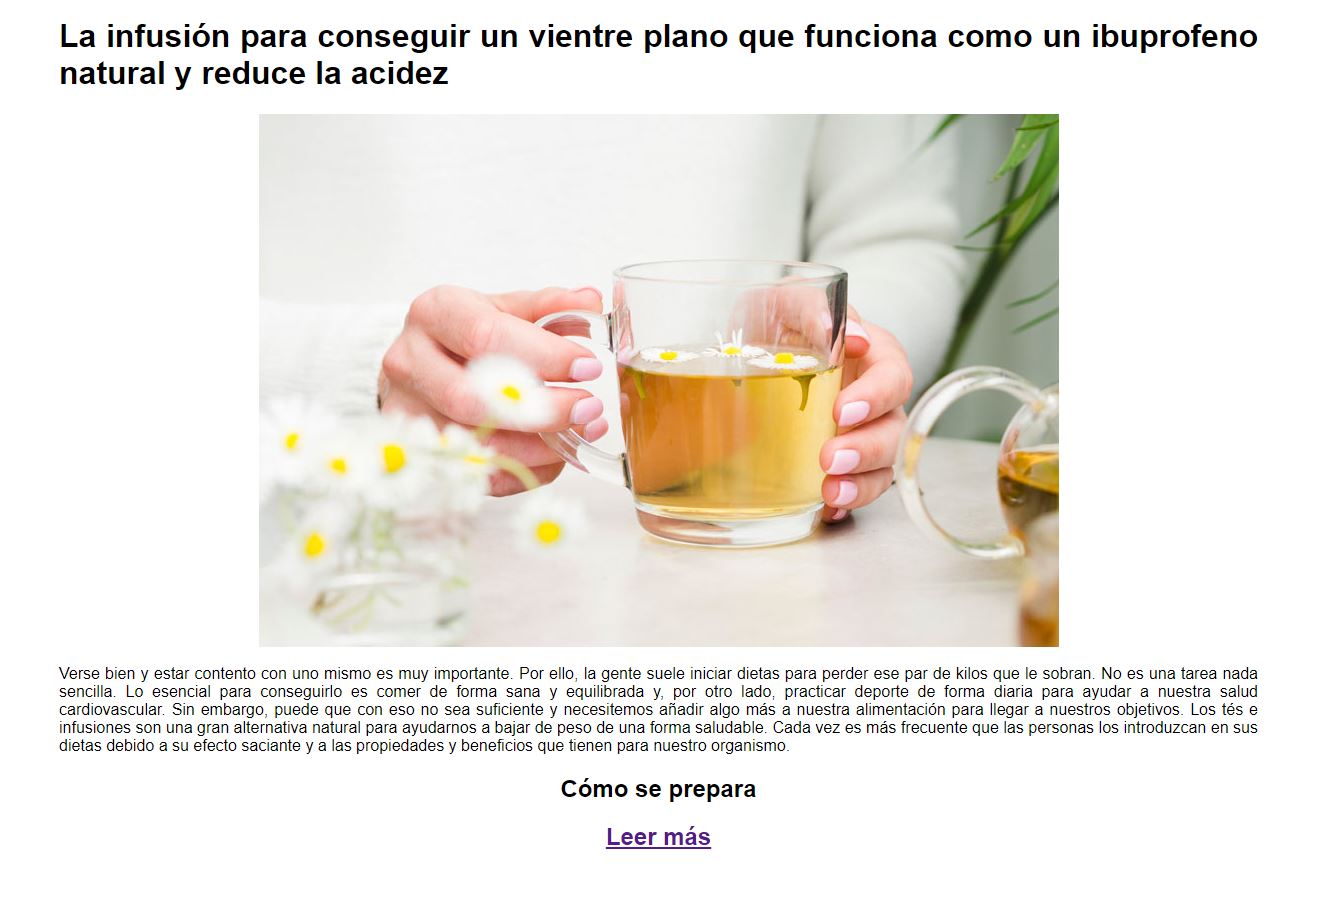 La infusión para conseguir un vientre plano que funciona como un ibuprofeno
natural y reduce la acidez
Verse bien y estar contento con uno mismo es muy importante. Por ello, la gente suele iniciar dietas para perder ese par de kilos que le sobran. No es una tarea nada
sencilla. Lo esencial para conseguirlo es comer de forma sana y equilibrada y, por otro lado, practicar deporte de forma diaria para ayudar a nuestra salud
cardiovascular. Sin embargo, puede que con eso no sea suficiente y necesitemos añadir algo más a nuestra alimentación para llegar a nuestros objetivos. Los tés e
infusiones son una gran alternativa natural para ayudarnos a bajar de peso de una forma saludable. Cada vez es más frecuente que las personas los introduzcan en sus
dietas debido a su efecto saciante y a las propiedades y beneficios que tienen para nuestro organismo.
Cómo se prepara
Leer más